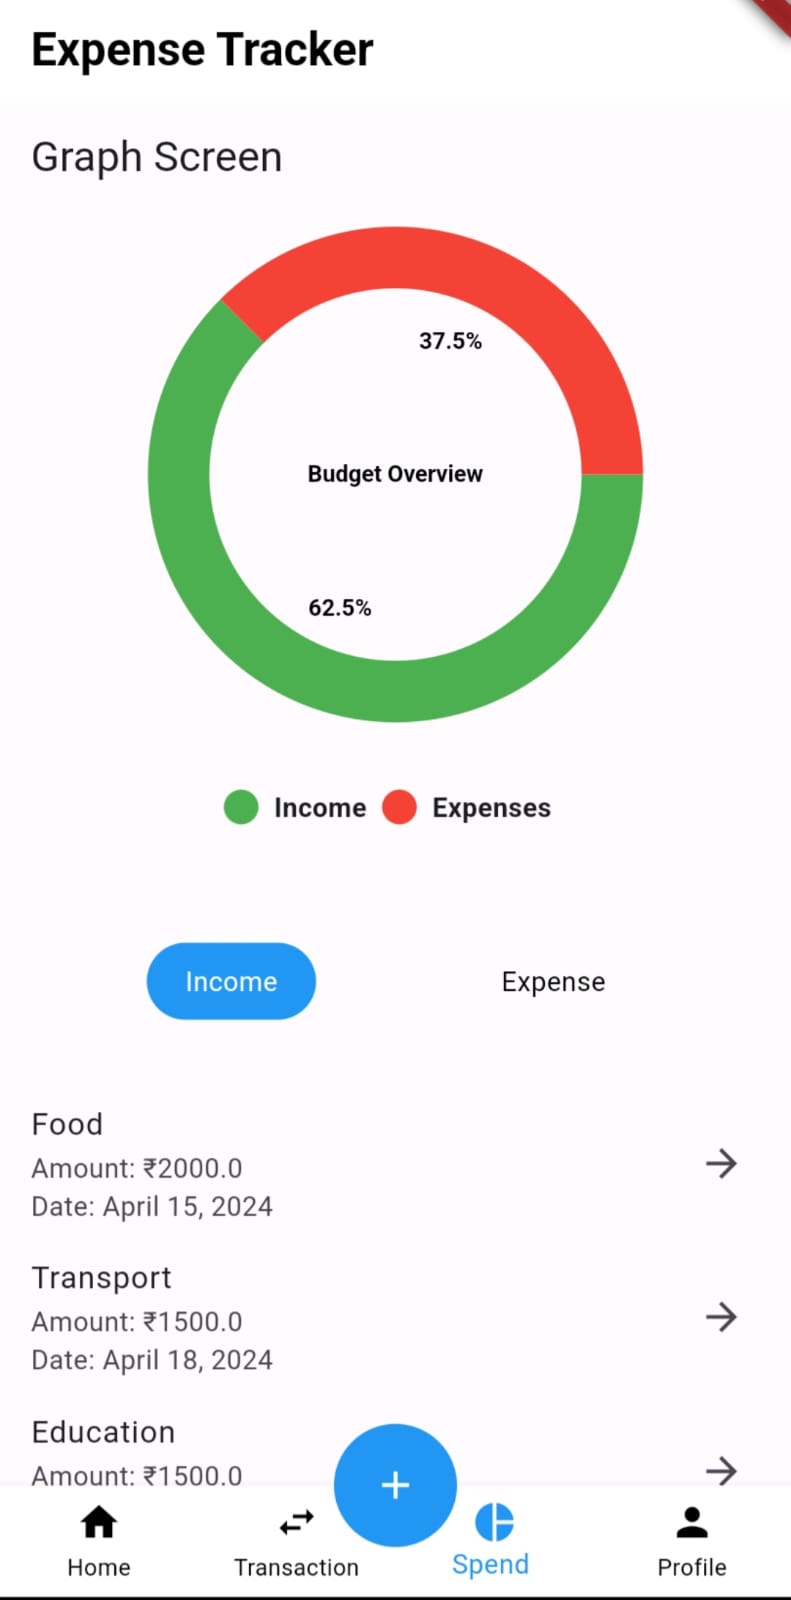 Expense Tracker
Graph Screen
37.5%
Budget Overview
62.5%
Income Expenses
Income Expense
Food
Amount: ₹2000.0
Date: April 15, 2024
Transport
Amount: ₹1500.0
Date: April 18, 2024
Education
Amount: ₹1500.0
Home Transaction Spend Profile